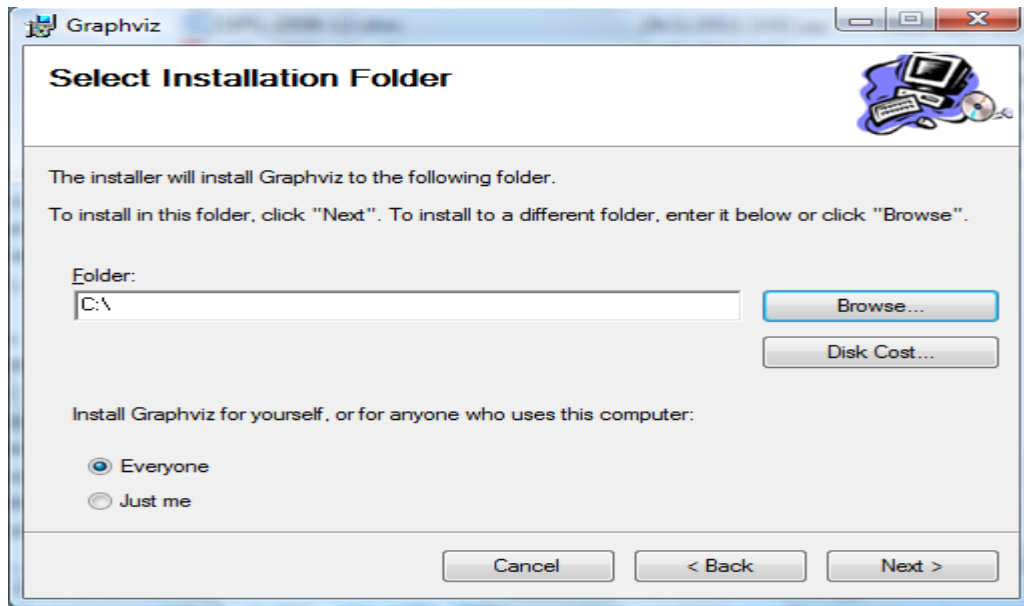 Graphviz
Select Installation Folder
The installer will install Graphviz to the following folder.
To install in this folder, click "Next". To install to a different folder, enter it below or click "Browse".
Folder:
C:\
Browse...
Disk Cost...
Install Graphviz for yourself, or for anyone who uses this computer:
Everyone
Just me
Cancel
< Back
Next >